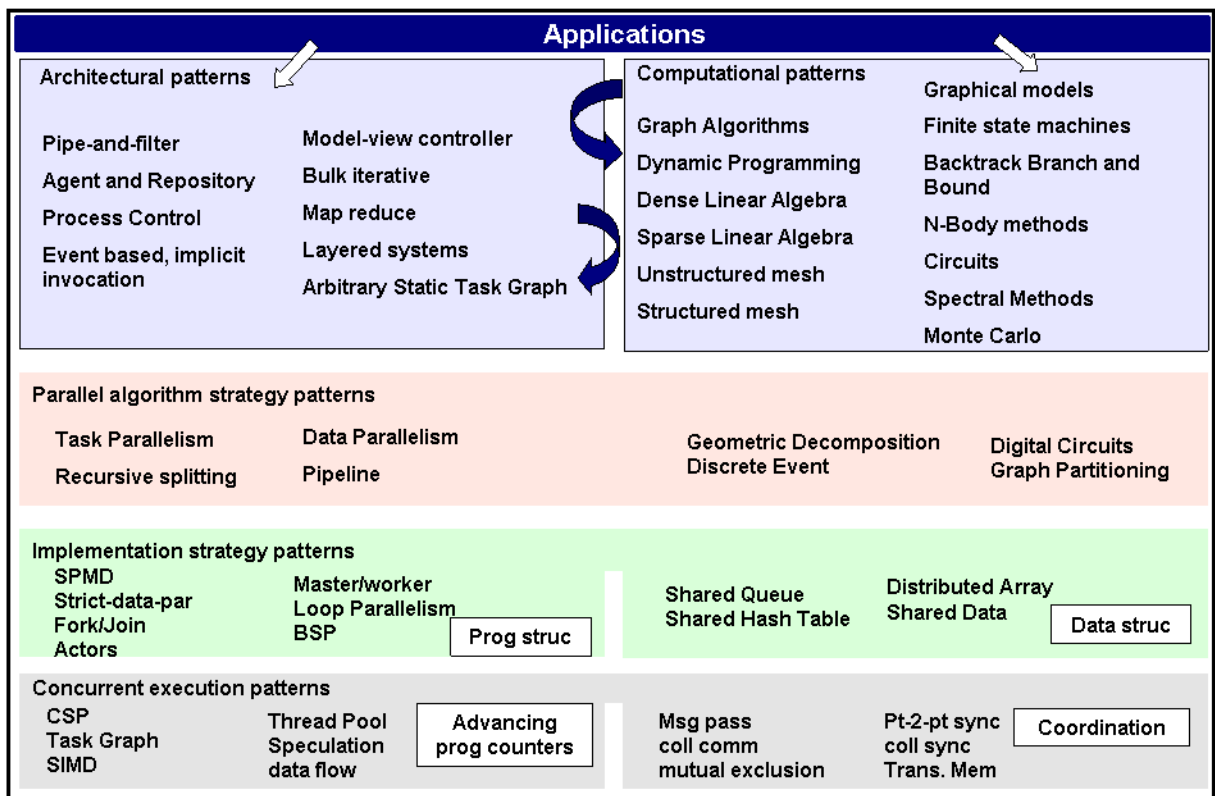 Applications
Architectural patterns
Pipe-and-filter
Agent and Repository
Process Control
Event based, implicit
invocation
Model-view controller
Bulk iterative
Map reduce
Layered systems
Arbitrary Static Task Graph
Computational patterns
Graph Algorithms
Dynamic Programming
Dense Linear Algebra
Sparse Linear Algebra
Unstructured mesh
Structured mesh
Graphical models
Finite state machines
Backtrack Branch and
Bound
N-Body methods
Circuits
Spectral Methods
Monte Carlo
Parallel algorithm strategy patterns
Task Parallelism
Recursive splitting
Data Parallelism
Pipeline
Geometric Decomposition
Discrete Event
Digital Circuits
Graph Partitioning
Implementation strategy patterns
SPMD
Strict-data-par
Fork/Join
Actors
Master/worker
Loop Parallelism
BSP
Prog struc
Shared Queue
Shared Hash Table
Distributed Array
Shared Data
Data struc
Concurrent execution patterns
CSP
Task Graph
SIMD
Thread Pool
Speculation
data flow
Advancing
prog counters
Msg pass
coll comm
mutual exclusion
Pt-2-pt sync
coll sync
Trans. Mem
Coordination